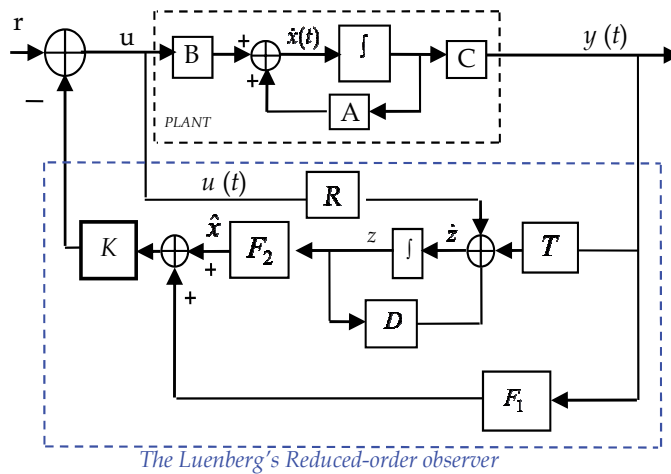 r
u
B
+
+
ẋ(t)
∫
A
C
y (t)
PLANT
−
u (t)
R
K
x̂
+
+
F₂
z
∫
ż
T
D
F₁
The Luenberg's Reduced-order observer